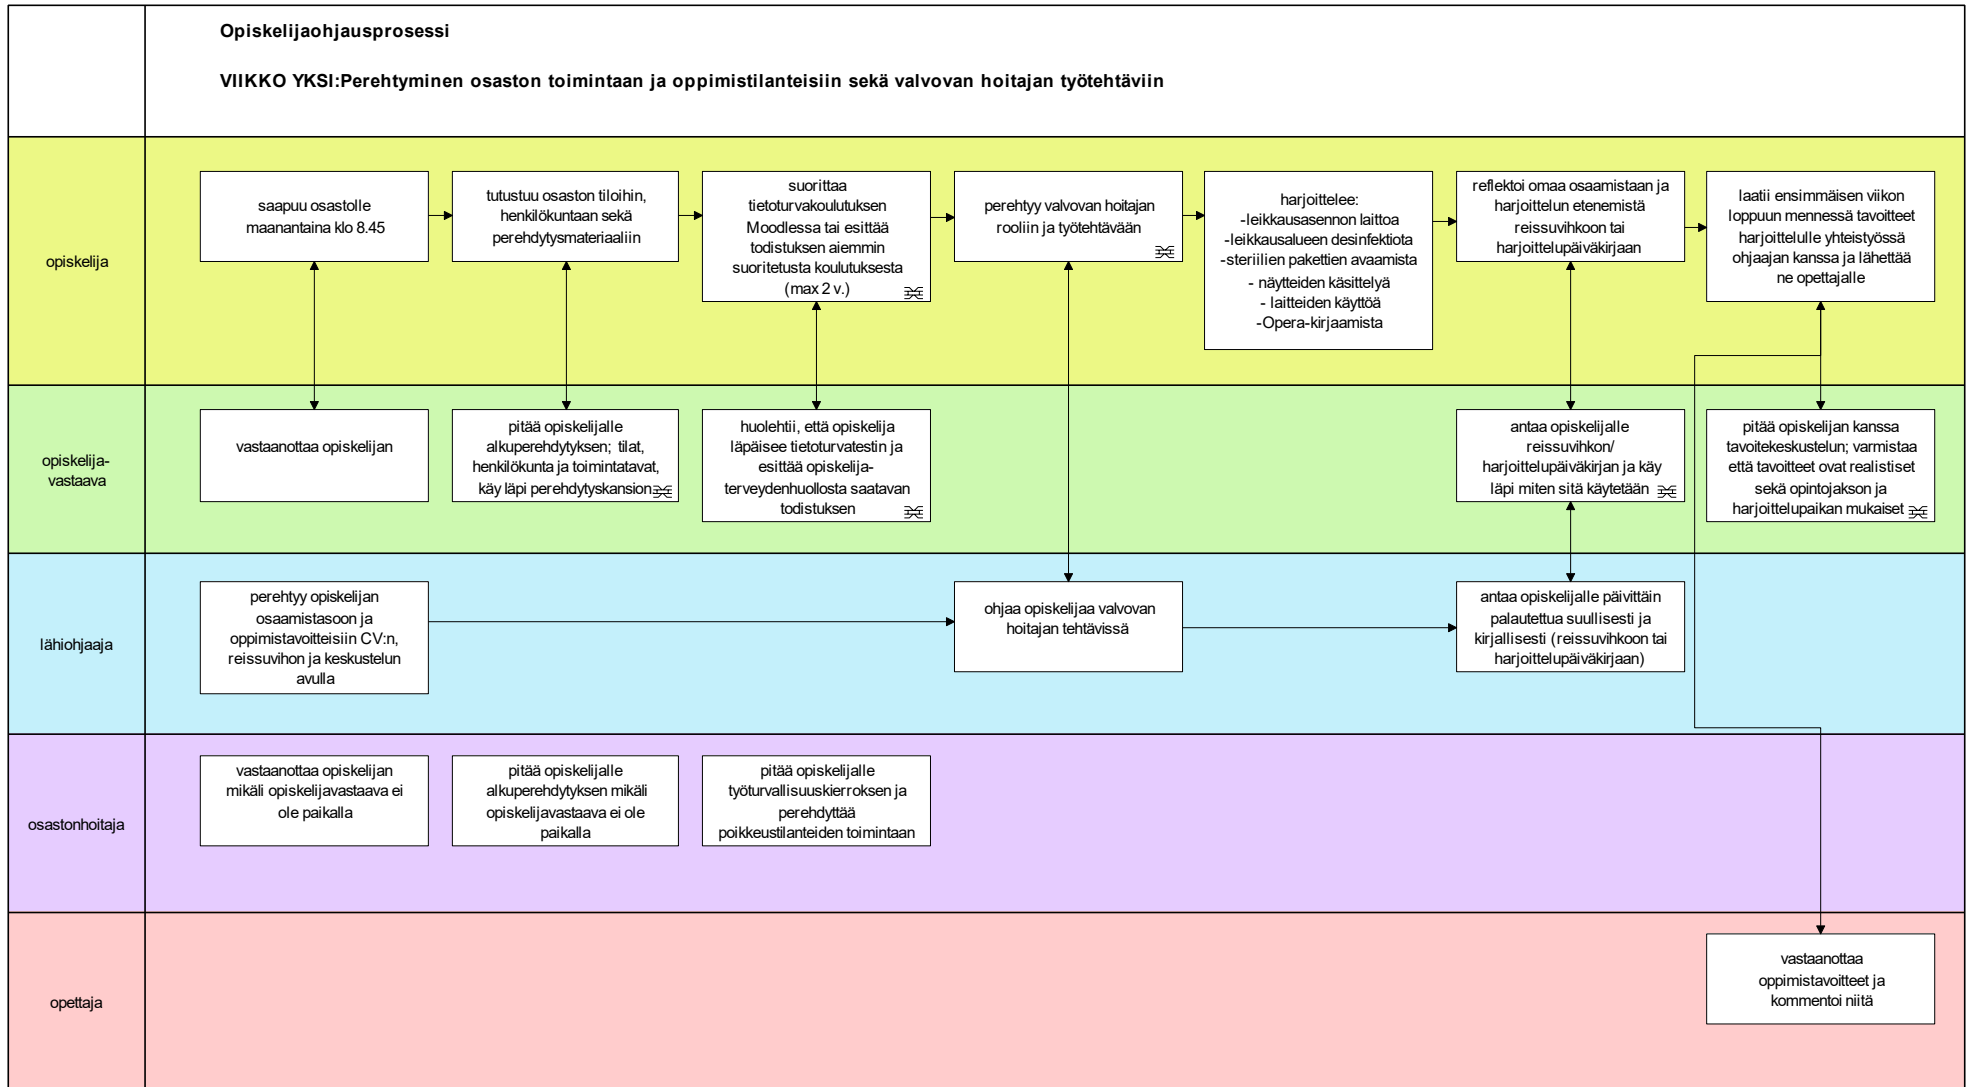 Opiskelijaohjausprosessi
VIIKKO YKSI:Perehtyminen osaston toimintaan ja oppimistilanteisiin sekä valvovan hoitajan työtehtäviin
opiskelija
saapuu osastolle
maanantaina klo 8.45
tutustuu osaston tiloihin,
henkilökuntaan sekä
perehdytysmateriaaliin
suorittaa
tietoturvakoulutuksen
Moodlessa tai esittää
todistuksen aiemmin
suoritetusta koulutuksesta
(max 2 v.)
perehtyy valvovan hoitajan
rooliin ja työtehtävään
harjoittelee:
-leikkausasennon laittoa
-leikkausalueen desinfektiota
-steriilien pakettien avaamista
- näytteiden käsittelyä
- laitteiden käyttöä
-Opera-kirjaamista
reflektoi omaa osaamistaan ja
harjoittelun etenemistä
reissuvihkoon tai
harjoittelupäiväkirjaan
laatii ensimmäisen viikon
loppuun mennessä tavoitteet
harjoittelulle yhteistyössä
ohjaajan kanssa ja lähettää
ne opettajalle
opiskelija-
vastaava
vastaanottaa opiskelijan
pitää opiskelijalle
alkuperehdytyksen; tilat,
henkilökunta ja toimintatavat,
käy läpi perehdytyskansion
huolehtii, että opiskelija
läpäisee tietoturvatestin ja
esittää opiskelija-
terveydenhuollosta saatavan
todistuksen
antaa opiskelijalle
reissuvihkon/
harjoittelupäiväkirjan ja käy
läpi miten sitä käytetään
pitää opiskelijan kanssa
tavoitekeskustelun; varmistaa
että tavoitteet ovat realistiset
sekä opintojakson ja
harjoittelupaikan mukaiset
lähiohjaaja
perehtyy opiskelijan
osaamistasoon ja
oppimistavoitteisiin CV:n,
reissuvihon ja keskustelun
avulla
ohjaa opiskelijaa valvovan
hoitajan tehtävissä
antaa opiskelijalle päivittäin
palautettua suullisesti ja
kirjallisesti (reissuvihkoon tai
harjoittelupäiväkirjaan)
osastonhoitaja
vastaanottaa opiskelijan
mikäli opiskelijavastaava ei
ole paikalla
pitää opiskelijalle
alkuperehdytyksen mikäli
opiskelijavastaava ei ole
paikalla
pitää opiskelijalle
työturvallisuuskierroksen ja
perehdyttää
poikkeustilanteiden toimintaan
opettaja
vastaanottaa
oppimistavoitteet ja
kommentoi niitä